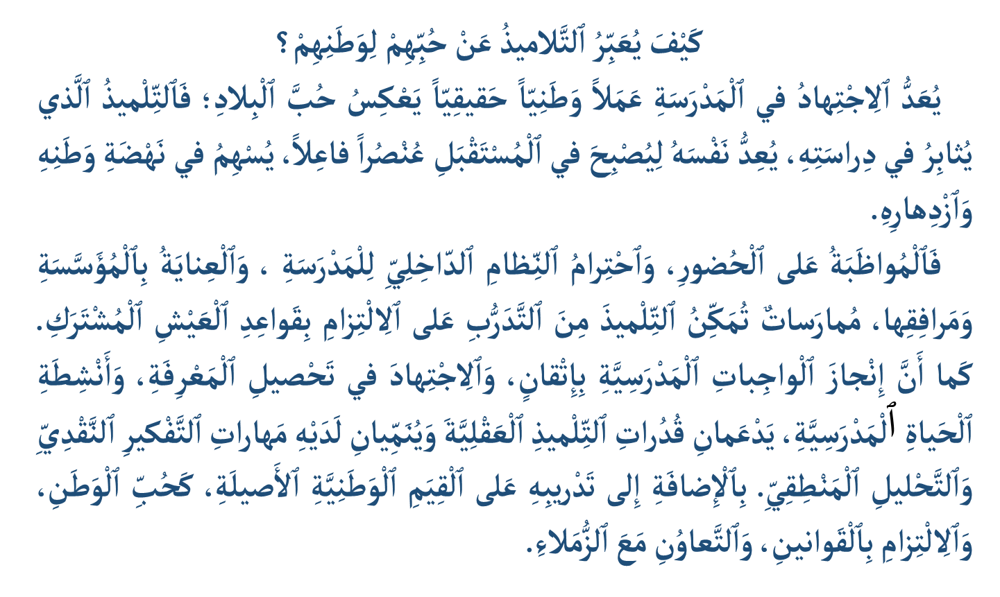 كَيْفَ يُعَبِّرُ ٱلتَّلاميذُ عَنْ حُبِّهِمْ لِوَطَنِهِمْ ؟
يُعَدُّ ٱلِاجْتِهادُ في ٱلْمَدْرَسَةِ عَمَلاً وَطَنِيّاً حَقيقِيّاً يَعْكِسُ حُبَّ ٱلْبِلادِ؛ فَٱلتِّلْميذُ ٱلَّذي
يُثابِرُ في دِراسَتِهِ، يُعِدُّ نَفْسَهُ لِيُصْبِحَ في ٱلْمُسْتَقْبَلِ عُنْصُراً فاعِلاً، يُسْهِمُ في نَهْضَةِ وَطَنِهِ
وَٱزْدِهارِهِ.
فَٱلْمُواظَبَةُ عَلى ٱلْحُضورِ، وَٱحْتِرامُ ٱلنِّظامِ ٱلدّاخِلِيِّ لِلْمَدْرَسَةِ ، وَٱلْعِنايَةُ بِٱلْمُؤَسَّسَةِ
وَمَرافِقِها، مُمارَساتٌ تُمَكِّنُ ٱلتِّلْميذَ مِنَ ٱلتَّدَرُّبِ عَلى ٱلِالْتِزامِ بِقَواعِدِ ٱلْعَيْشِ ٱلْمُشْتَرَكِ.
كَما أَنَّ إِنْجازَ ٱلْواجِباتِ ٱلْمَدْرَسِيَّةِ بِإِتْقانٍ، وَٱلِاجْتِهادَ في تَحْصيلِ ٱلْمَعْرِفَةِ، وَأَنْشِطَةِ
ٱلْحَياةِ ٱلْمَدْرَسِيَّةِ، يَدْعَمانِ قُدُراتِ ٱلتِّلْميذِ ٱلْعَقْلِيَّةَ وَيُنَمِّيانِ لَدَيْهِ مَهاراتِ ٱلتَّفْكيرِ ٱلنَّقْدِيِّ
وَٱلتَّحْليلِ ٱلْمَنْطِقِيِّ. بِٱلْإِضافَةِ إِلى تَدْريبِهِ عَلى ٱلْقِيَمِ ٱلْوَطَنِيَّةِ ٱلأَصيلَةِ، كَحُبِّ ٱلْوَطَنِ،
وَٱلِالْتِزامِ بِٱلْقَوانينِ، وَٱلتَّعاوُنِ مَعَ ٱلزُّمَلاءِ.